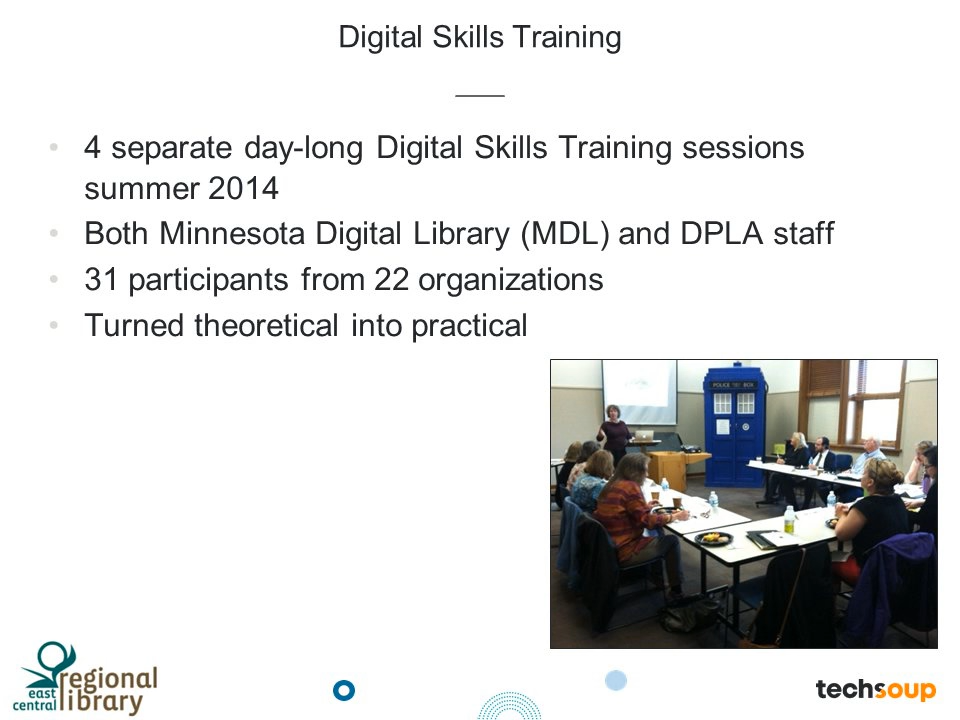 Digital Skills Training
• 4 separate day-long Digital Skills Training sessions
summer 2014
• Both Minnesota Digital Library (MDL) and DPLA staff
• 31 participants from 22 organizations
• Turned theoretical into practical
POLICE BOX
east central regional library
techsoup